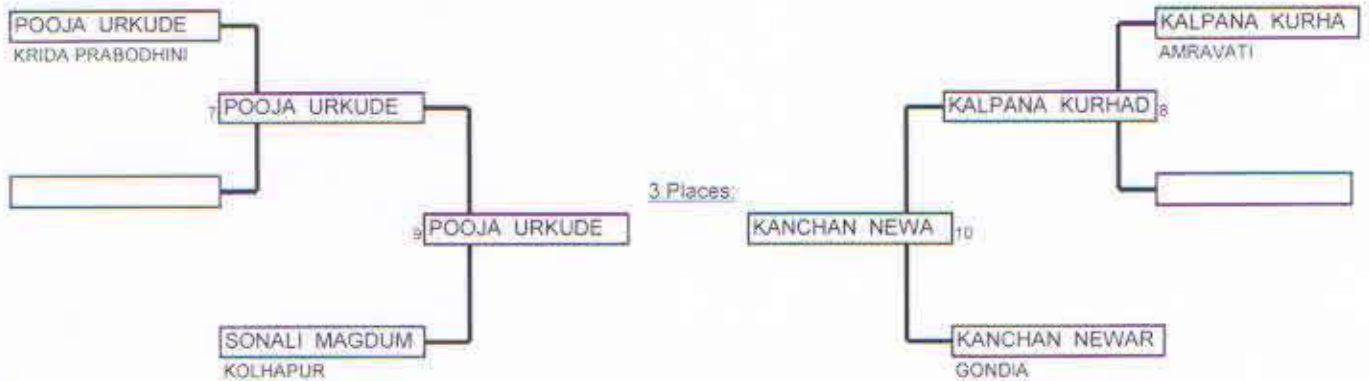 POOJA URKUDE
KRIDA PRABODHINI
KALPANA KURHA
AMRAVATI
7 POOJA URKUDE
KALPANA KURHAD 8
3 Places:
9 POOJA URKUDE
KANCHAN NEWA 10
SONALI MAGDUM
KOLHAPUR
KANCHAN NEWAR
GONDIA